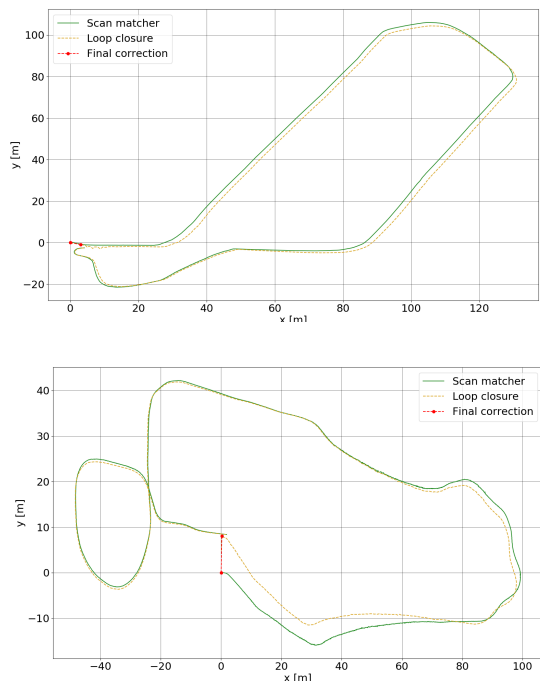 Scan matcher
Loop closure
Final correction
y [m]
100
80
60
40
20
0
−20
0 20 40 60 80 100 120
x [m]
Scan matcher
Loop closure
Final correction
y [m]
40
30
20
10
0
−10
−40 −20 0 20 40 60 80 100
x [m]